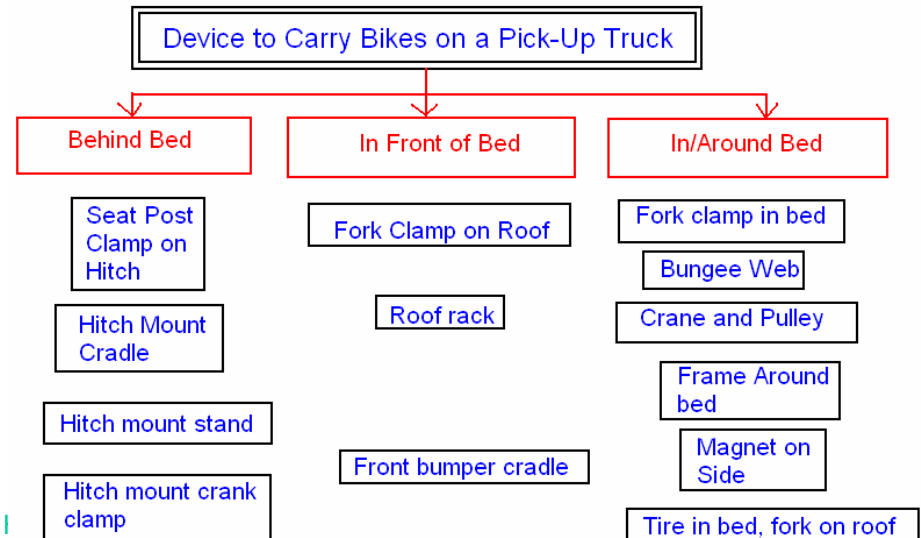 Device to Carry Bikes on a Pick-Up Truck
Behind Bed
In Front of Bed
In/Around Bed
Seat Post
Clamp on
Hitch
Hitch Mount
Cradle
Hitch mount stand
Hitch mount crank
clamp
Fork Clamp on Roof
Roof rack
Front bumper cradle
Fork clamp in bed
Bungee Web
Crane and Pulley
Frame Around
bed
Magnet on
Side
Tire in bed, fork on roof